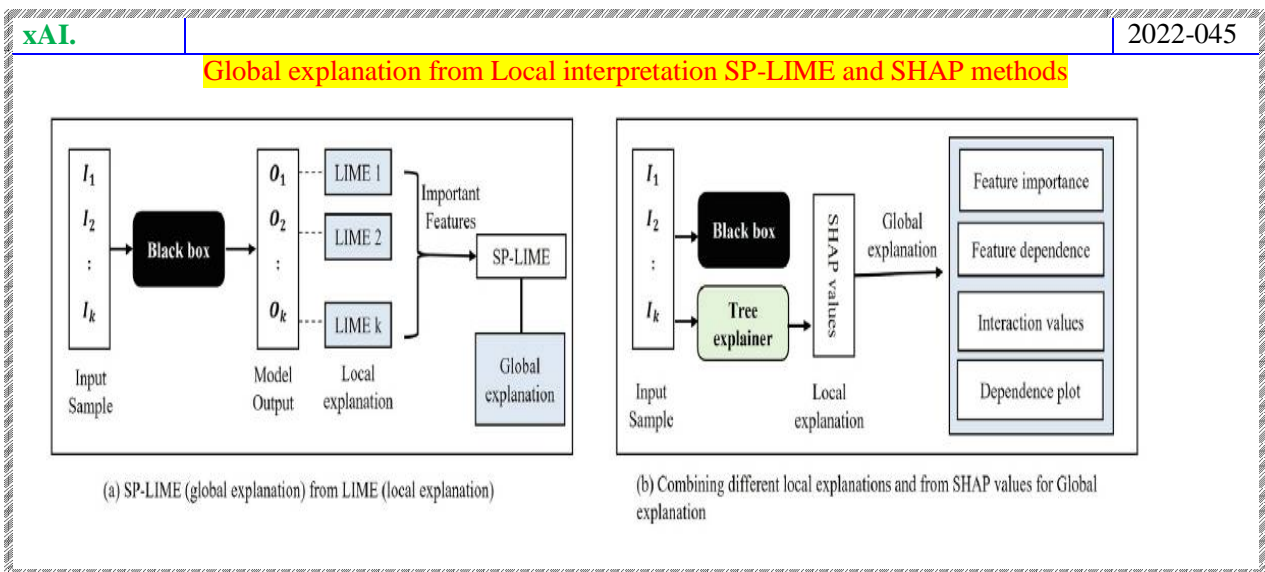 xAI.
2022-045
Global explanation from Local interpretation SP-LIME and SHAP methods
I₁
I₂
:
Iₖ
Input
Sample
Black box
O₁
O₂
:
Oₖ
Model
Output
LIME 1
LIME 2
LIME k
Local
explanation
Important
Features
SP-LIME
Global
explanation
(a) SP-LIME (global explanation) from LIME (local explanation)
I₁
I₂
:
Iₖ
Input
Sample
Black box
Tree
explainer
SHAP values
Local
explanation
Global
explanation
Feature importance
Feature dependence
Interaction values
Dependence plot
(b) Combining different local explanations and from SHAP values for Global
explanation